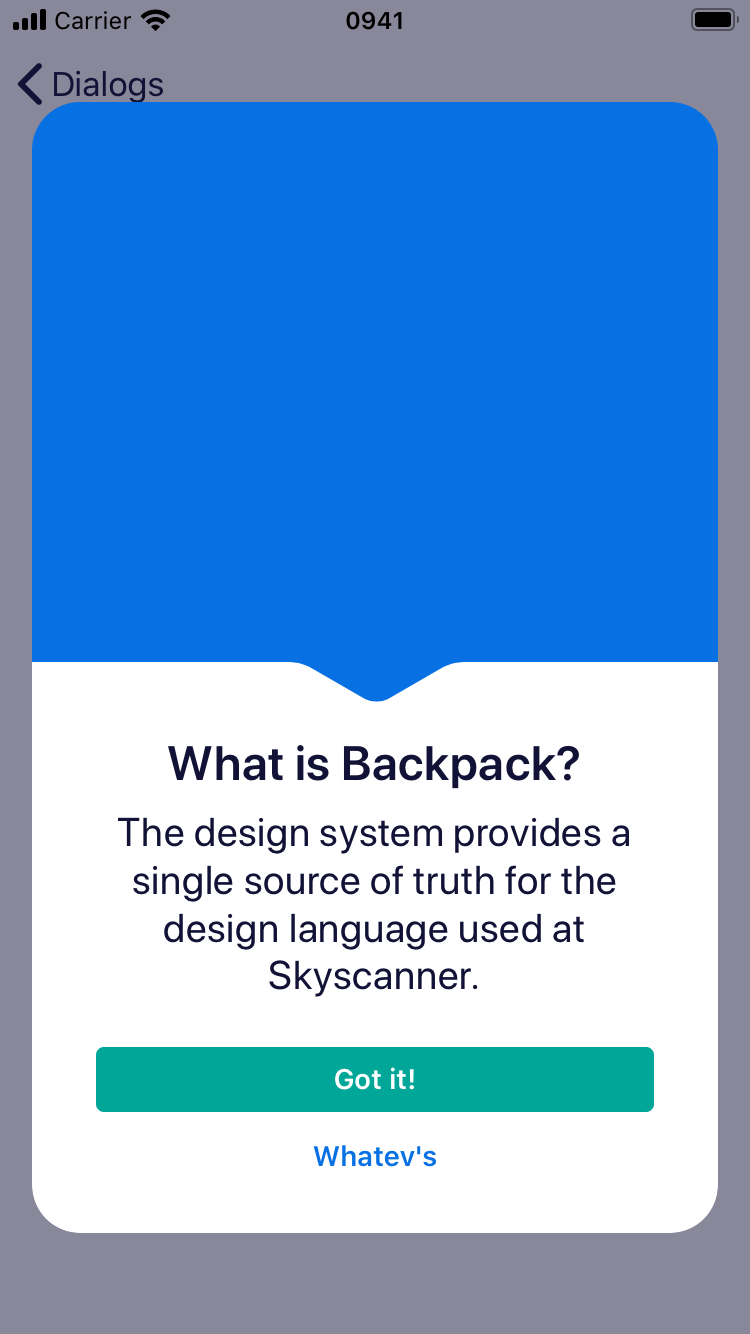 Carrier 0941
Dialogs
What is Backpack?
The design system provides a
single source of truth for the
design language used at
Skyscanner.
Got it!
Whatev's